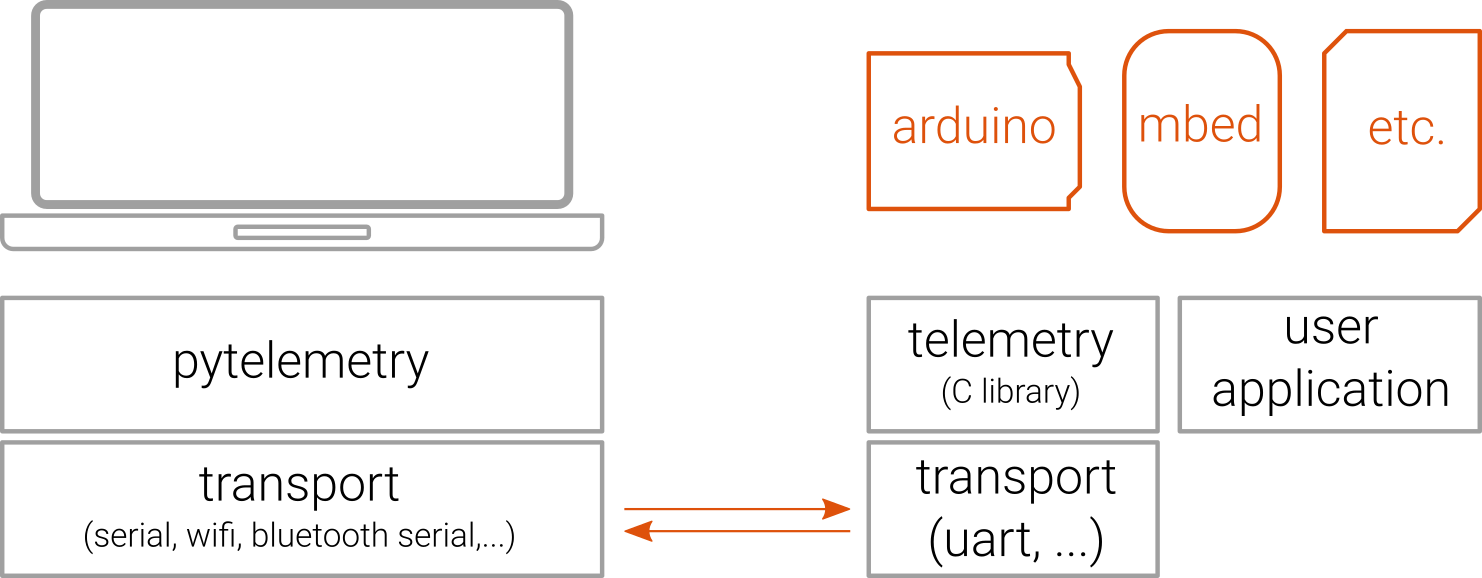 arduino
mbed
etc.
pytelemetry
transport
(serial, wifi, bluetooth serial,...)
telemetry
(C library)
user
application
transport
(uart, ...)